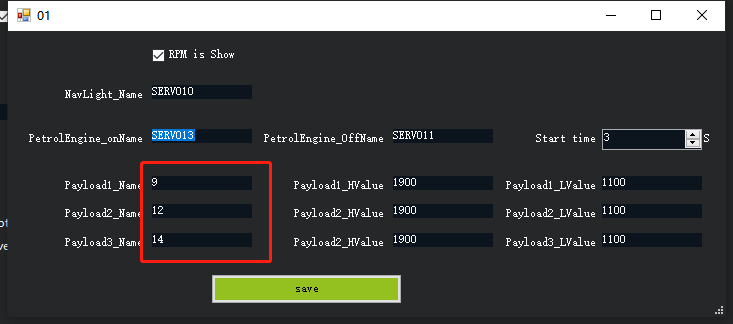 01
RPM is Show
NavLight_Name SERVO10
PetrolEngine_onName SERVO13 PetrolEngine_OffName SERVO11 Start time 3 S
Payload1_Name 9 Payload1_HValue 1900 Payload1_LValue 1100
Payload2_Name 12 Payload2_HValue 1900 Payload2_LValue 1100
Payload3_Name 14 Payload2_HValue 1900 Payload3_LValue 1100
save